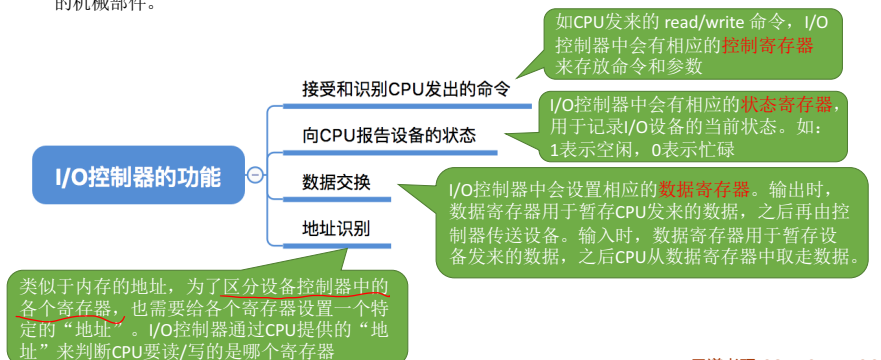 的机械部件。
如CPU发来的 read/write 命令，I/O
控制器中会有相应的控制寄存器
来存放命令和参数
接受和识别CPU发出的命令
I/O控制器中会有相应的状态寄存器，
用于记录I/O设备的当前状态。如：
1表示空闲，0表示忙碌
向CPU报告设备的状态
I/O控制器的功能
数据交换
I/O控制器中会设置相应的数据寄存器。输出时，
数据寄存器用于暂存CPU发来的数据，之后再由控
制器传送设备。输入时，数据寄存器用于暂存设
备发来的数据，之后CPU从数据寄存器中取走数据。
地址识别
类似于内存的地址，为了区分设备控制器中的
各个寄存器，也需要给各个寄存器设置一个特
定的“地址”。I/O控制器通过CPU提供的“地
址”来判断CPU要读/写的是哪个寄存器